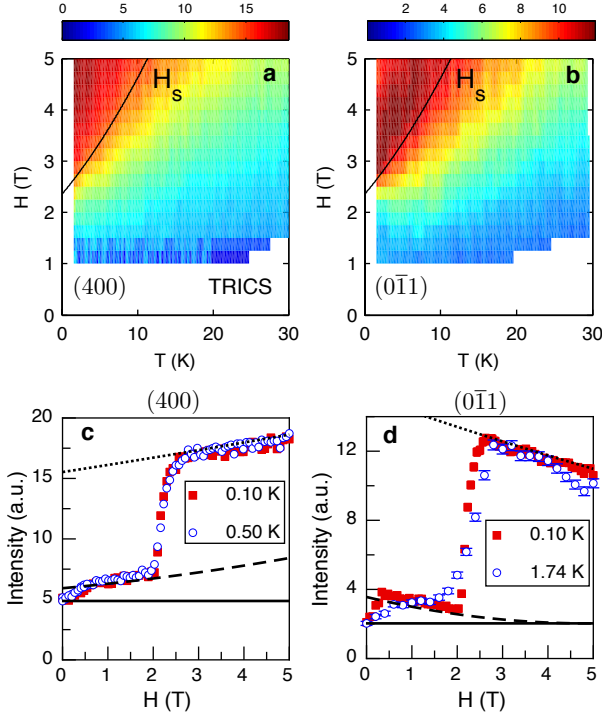 0 5 10 15
2 4 6 8 10
5
4
3
2
1
0
H (T)
a
H_s
(400)
TRICS
0 10 20 30
T (K)
5
4
3
2
1
0
H (T)
b
H_s
(01̅1)
0 10 20 30
T (K)
(400)
c
20
15
10
5
0
Intensity (a.u.)
0.10 K
0.50 K
0 1 2 3 4 5
H (T)
(01̅1)
d
12
8
4
0
Intensity (a.u.)
0.10 K
1.74 K
0 1 2 3 4 5
H (T)